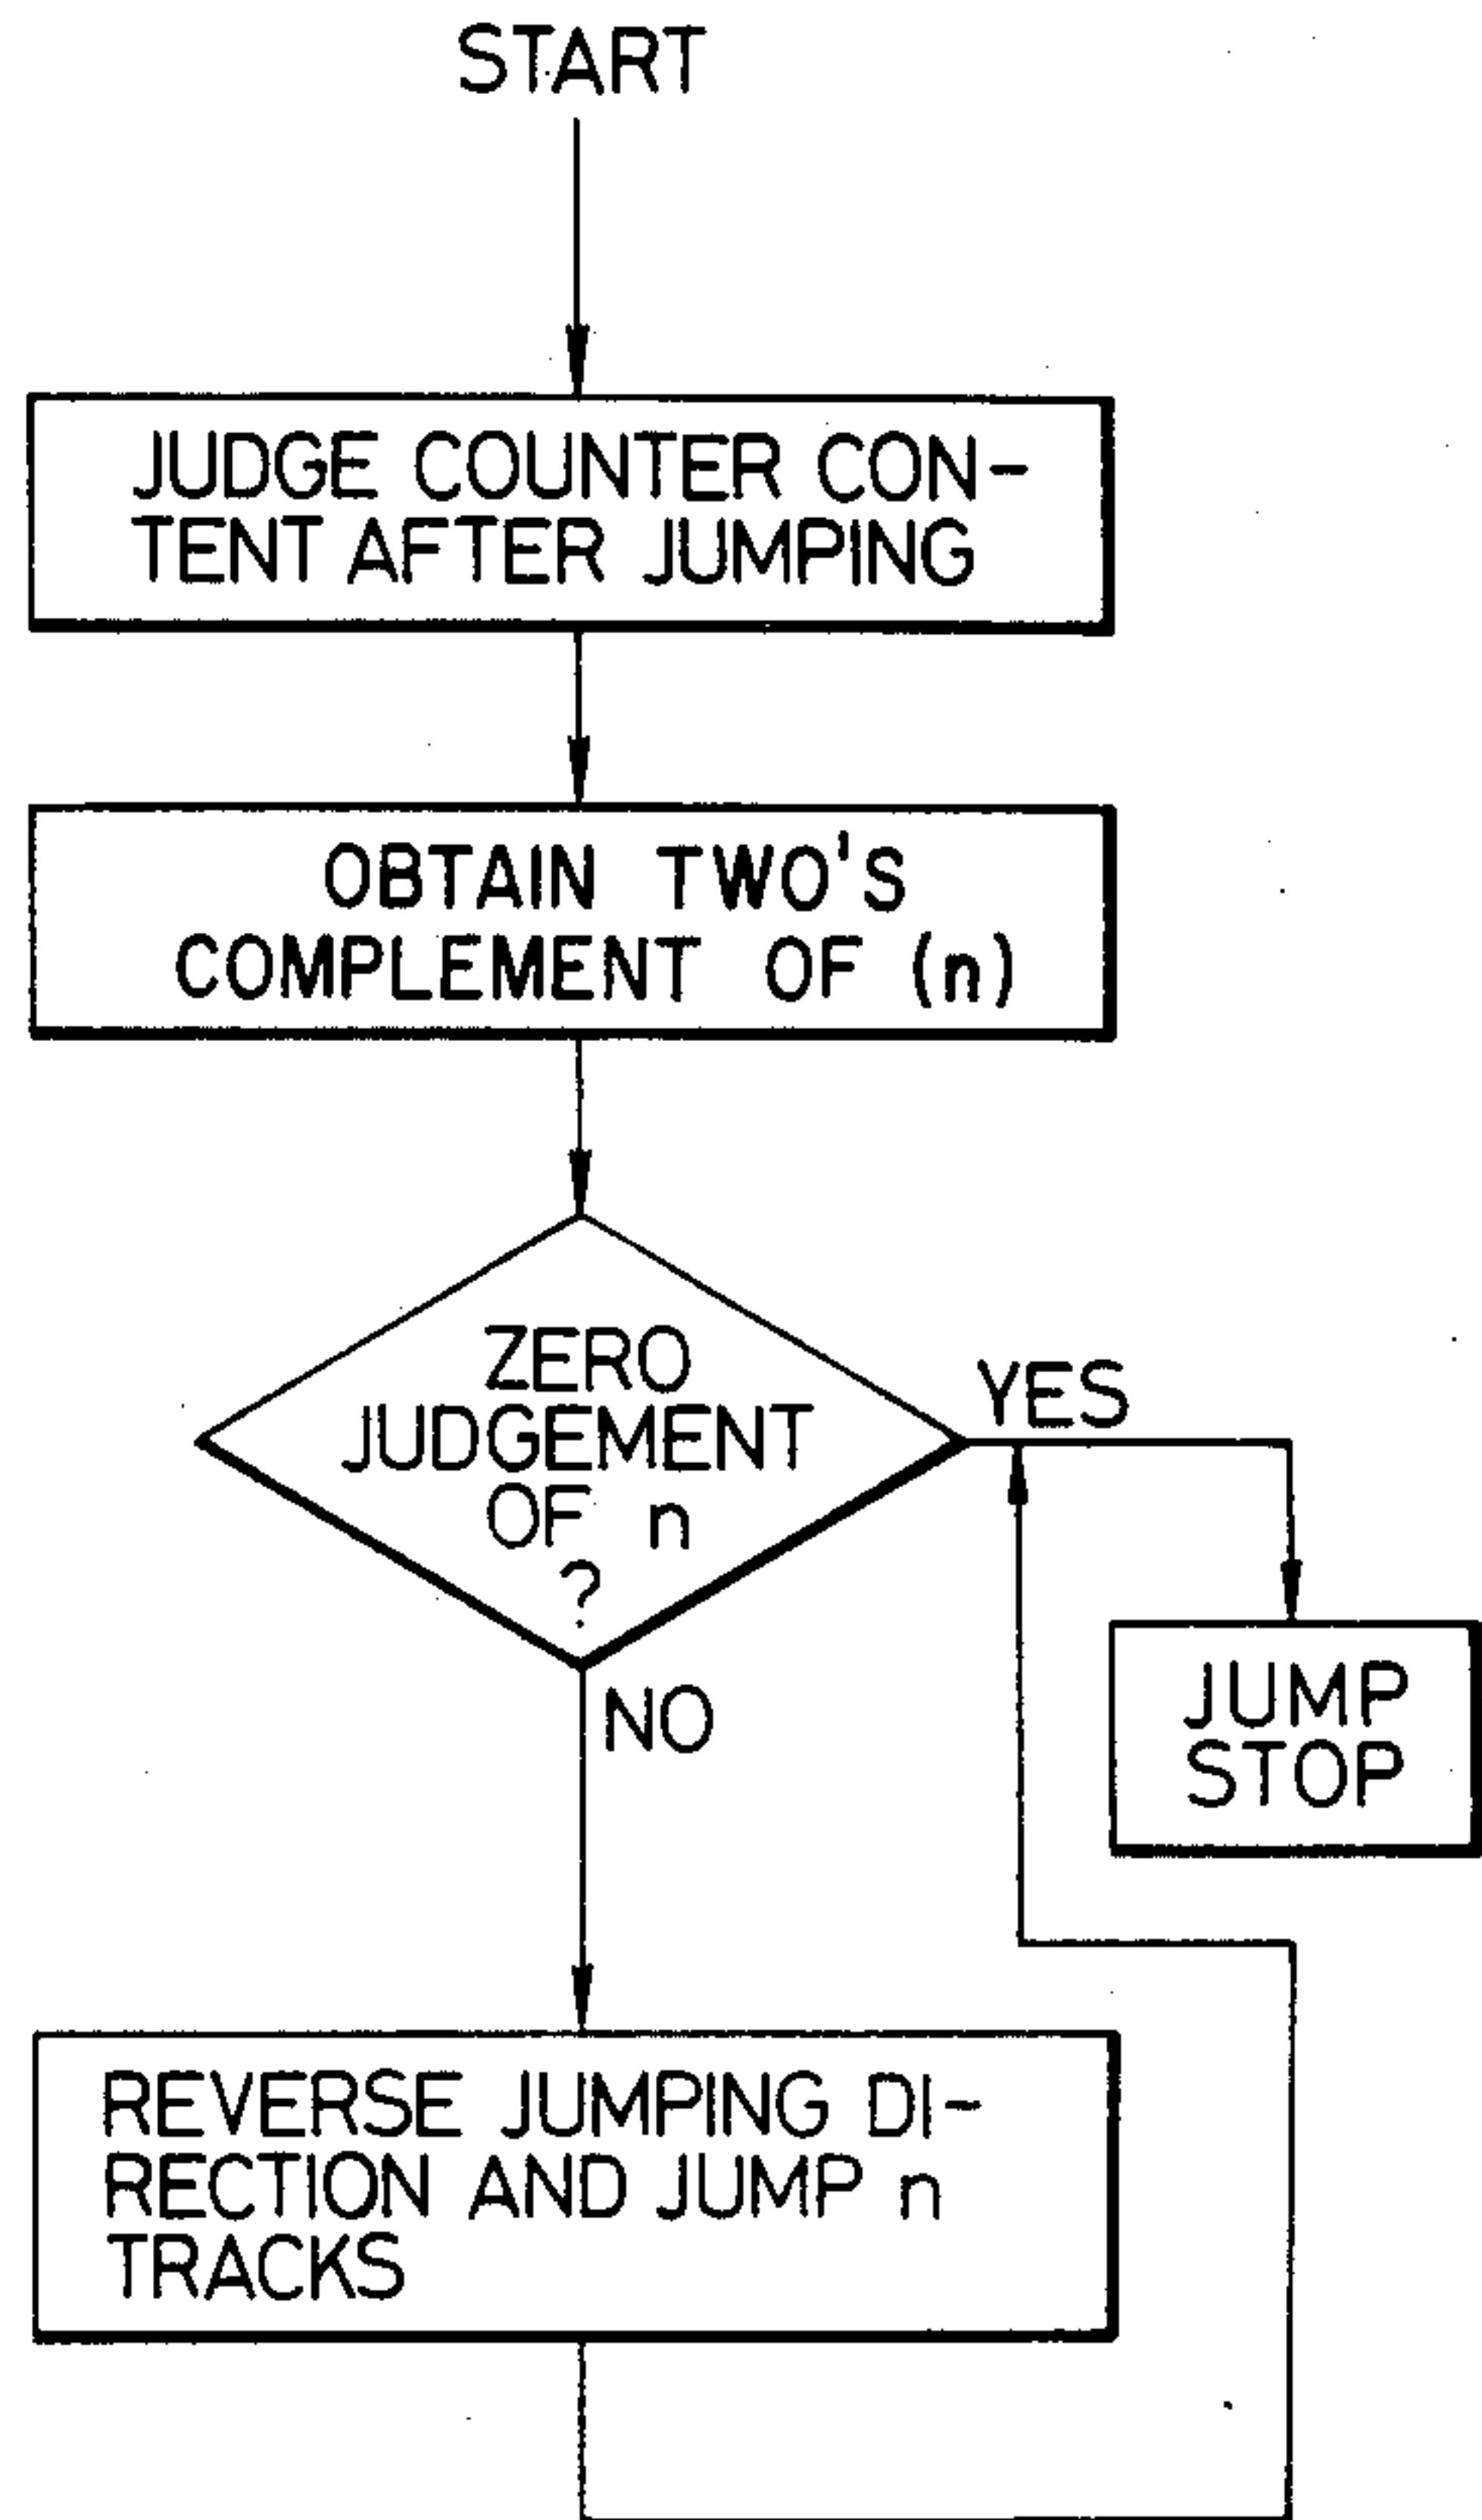 START
JUDGE COUNTER CON-
TENT AFTER JUMPING
OBTAIN TWO'S
COMPLEMENT OF (n)
ZERO
JUDGEMENT
OF n
?
YES
NO
JUMP
STOP
REVERSE JUMPING DI-
RECTION AND JUMP n
TRACKS